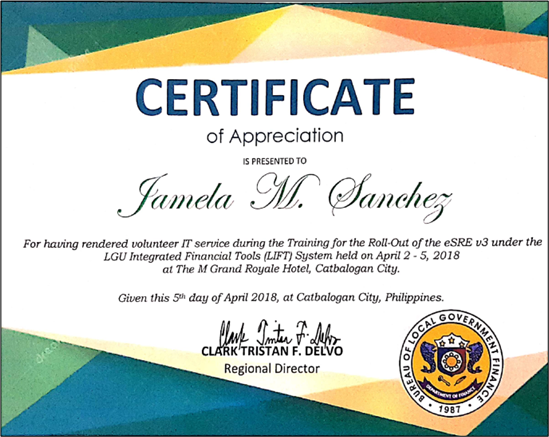 CERTIFICATE
of Appreciation
IS PRESENTED TO
Jamela M. Sanchez
For having rendered volunteer IT service during the Training for the Roll-Out of the eSRE v3 under the
LGU Integrated Financial Tools (LIFT) System held on April 2 - 5, 2018
at The M Grand Royale Hotel, Catbalogan City.
Given this 5th day of April 2018, at Catbalogan City, Philippines.
Clark Tristan F. Delvo
CLARK TRISTAN F. DELVO
Regional Director
BUREAU OF LOCAL GOVERNMENT FINANCE
DEPARTMENT OF FINANCE
1987